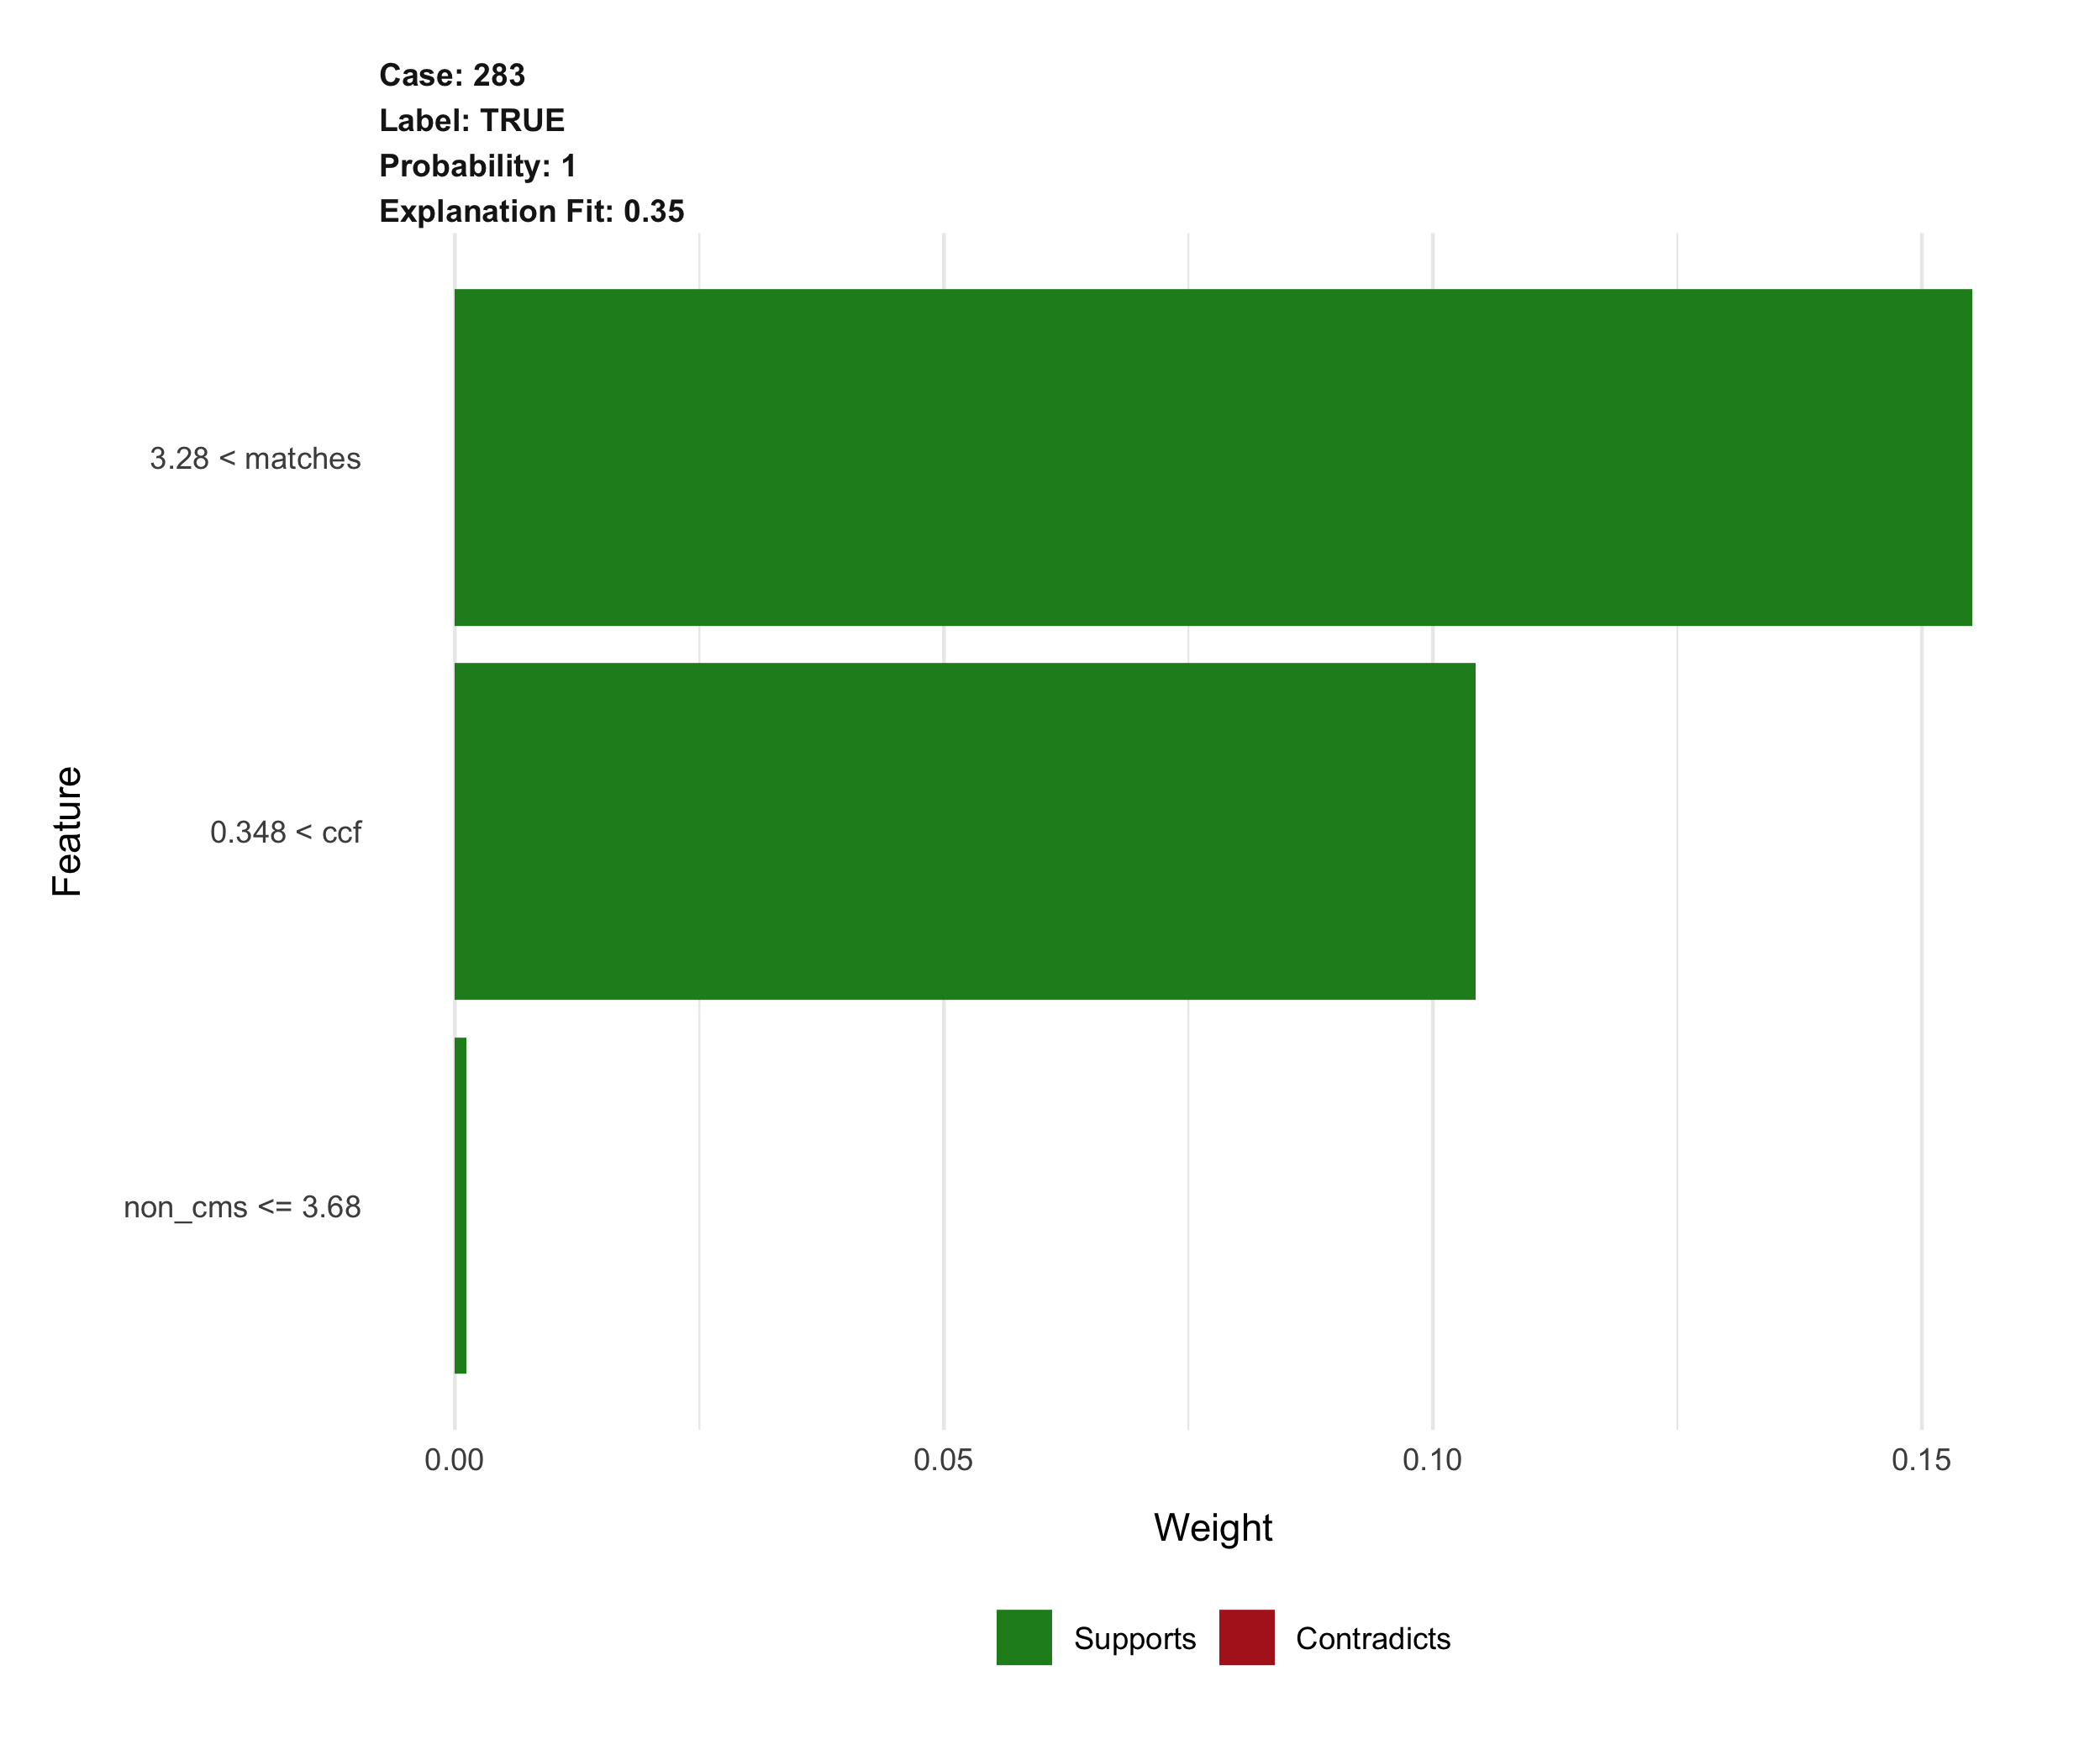 Case: 283
Label: TRUE
Probability: 1
Explanation Fit: 0.35
3.28 < matches
0.348 < ccf
non_cms <= 3.68
Feature
0.00 0.05 0.10 0.15
Weight
Supports Contradicts